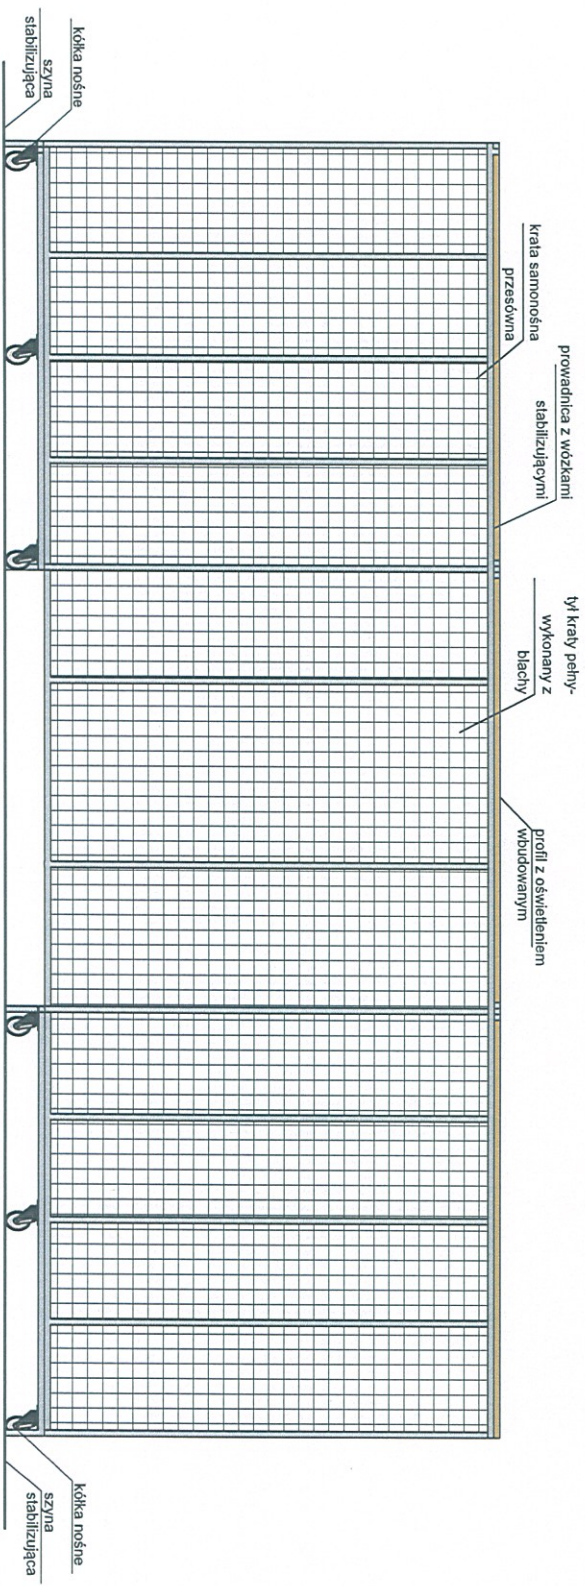 kółka nośne
szyna
stabilizująca
krata samonośna
przesówna
prowadnica z wózkami
stabilizującymi
tył kraty pełny-
wykonany z
blachy
profil z oświetleniem
wbudowanym
kółka nośne
szyna
stabilizująca